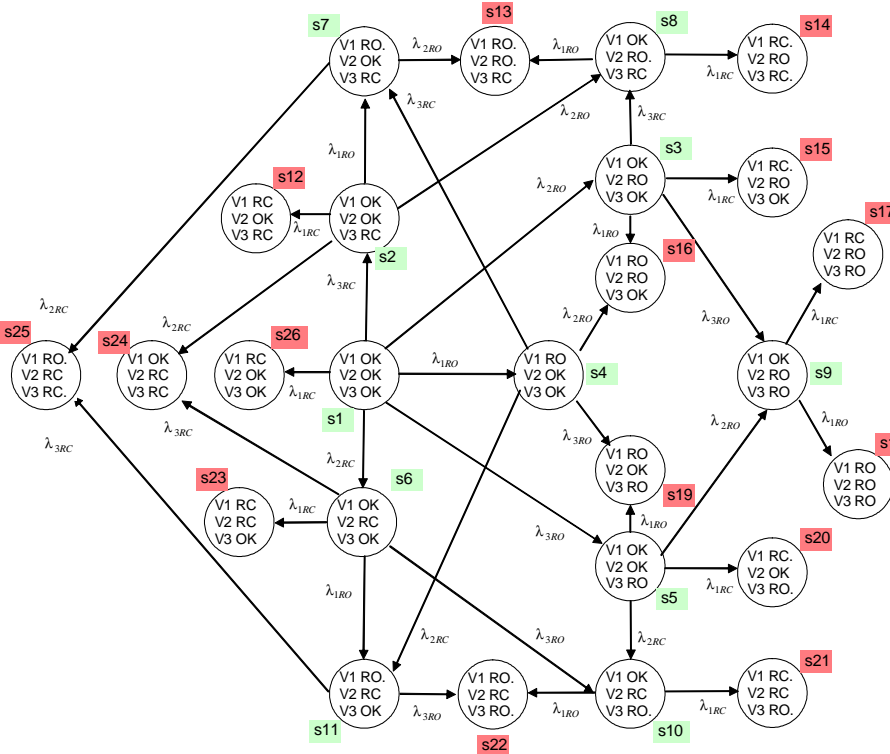 s7
s13
s8
s14
V1 RO.
V2 OK
V3 RC
λ2RO
V1 RO.
V2 RO.
V3 RC
λ1RO
V1 OK
V2 RO.
V3 RC
λ1RC
V1 RC.
V2 RO
V3 RC.
λ3RC
λ2RO
λ3RC
λ1RO
s3
s15
s12
V1 RC
V2 OK
V3 RC
λ1RC
V1 OK
V2 OK
V3 RC
s2
λ2RO
V1 OK
V2 RO
V3 OK
λ1RC
V1 RC.
V2 RO
V3 OK
s17
V1 RC
V2 RO
V3 RO
λ1RO
s16
V1 RO
V2 RO
V3 OK
λ3RC
λ2RC
s25
λ2RC
s24
s26
λ2RO
λ3RO
λ1RC
V1 RO.
V2 RC
V3 RC.
V1 OK
V2 RC
V3 RC
V1 RC
V2 OK
V3 OK
λ1RC
V1 OK
V2 OK
V3 OK
s1
λ1RO
V1 RO
V2 OK
V3 OK
s4
V1 OK
V2 RO
V3 RO
s9
λ3RC
λ3RC
λ2RC
λ3RO
λ2RO
λ1RO
s23
V1 RC
V2 RC
V3 OK
λ1RC
s6
V1 OK
V2 RC
V3 OK
V1 RO
V2 OK
V3 RO
s19
V1 RO
V2 RO
V3 RO
λ3RO
λ1RO
s20
V1 OK
V2 OK
V3 RO
s5
λ1RC
V1 RC.
V2 OK
V3 RO.
λ1RO
λ2RC
λ3RO
λ2RC
s21
V1 RO.
V2 RC
V3 OK
s11
λ3RO
V1 RO.
V2 RC
V3 RO.
s22
λ1RO
V1 OK
V2 RC
V3 RO.
s10
λ1RC
V1 RC.
V2 RC
V3 RO.